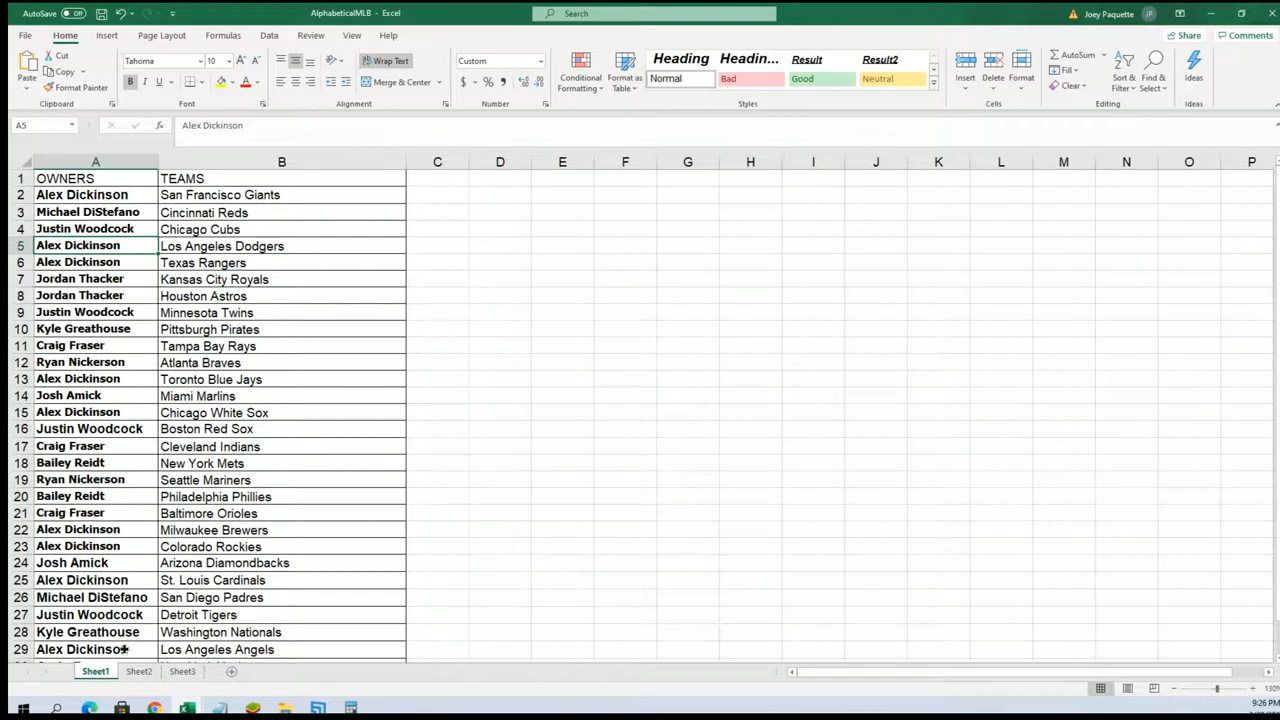 AutoSave Off AlphabeticalMLB - Excel Search Joey Paquette JP
File Home Insert Page Layout Formulas Data Review View Help Share Comments
Paste Cut Copy Format Painter Clipboard
Tahoma 10 B I U A A A Font
Wrap Text Merge & Center Alignment
Custom $ % , Number
Conditional Formatting Format as Table
Heading Headin... Result Result2
Normal Bad Good Neutral Styles
Insert Delete Format Cells
AutoSum Fill Clear Sort & Filter Find & Select Editing
Ideas Ideas
A5 fx Alex Dickinson
A B C D E F G H I J K L M N O P
1 OWNERS TEAMS
2 Alex Dickinson San Francisco Giants
3 Michael DiStefano Cincinnati Reds
4 Justin Woodcock Chicago Cubs
5 Alex Dickinson Los Angeles Dodgers
6 Alex Dickinson Texas Rangers
7 Jordan Thacker Kansas City Royals
8 Jordan Thacker Houston Astros
9 Justin Woodcock Minnesota Twins
10 Kyle Greathouse Pittsburgh Pirates
11 Craig Fraser Tampa Bay Rays
12 Ryan Nickerson Atlanta Braves
13 Alex Dickinson Toronto Blue Jays
14 Josh Amick Miami Marlins
15 Alex Dickinson Chicago White Sox
16 Justin Woodcock Boston Red Sox
17 Craig Fraser Cleveland Indians
18 Bailey Reidt New York Mets
19 Ryan Nickerson Seattle Mariners
20 Bailey Reidt Philadelphia Phillies
21 Craig Fraser Baltimore Orioles
22 Alex Dickinson Milwaukee Brewers
23 Alex Dickinson Colorado Rockies
24 Josh Amick Arizona Diamondbacks
25 Alex Dickinson St. Louis Cardinals
26 Michael DiStefano San Diego Padres
27 Justin Woodcock Detroit Tigers
28 Kyle Greathouse Washington Nationals
29 Alex Dickinson Los Angeles Angels
Sheet1 Sheet2 Sheet3
130%
9:26 PM